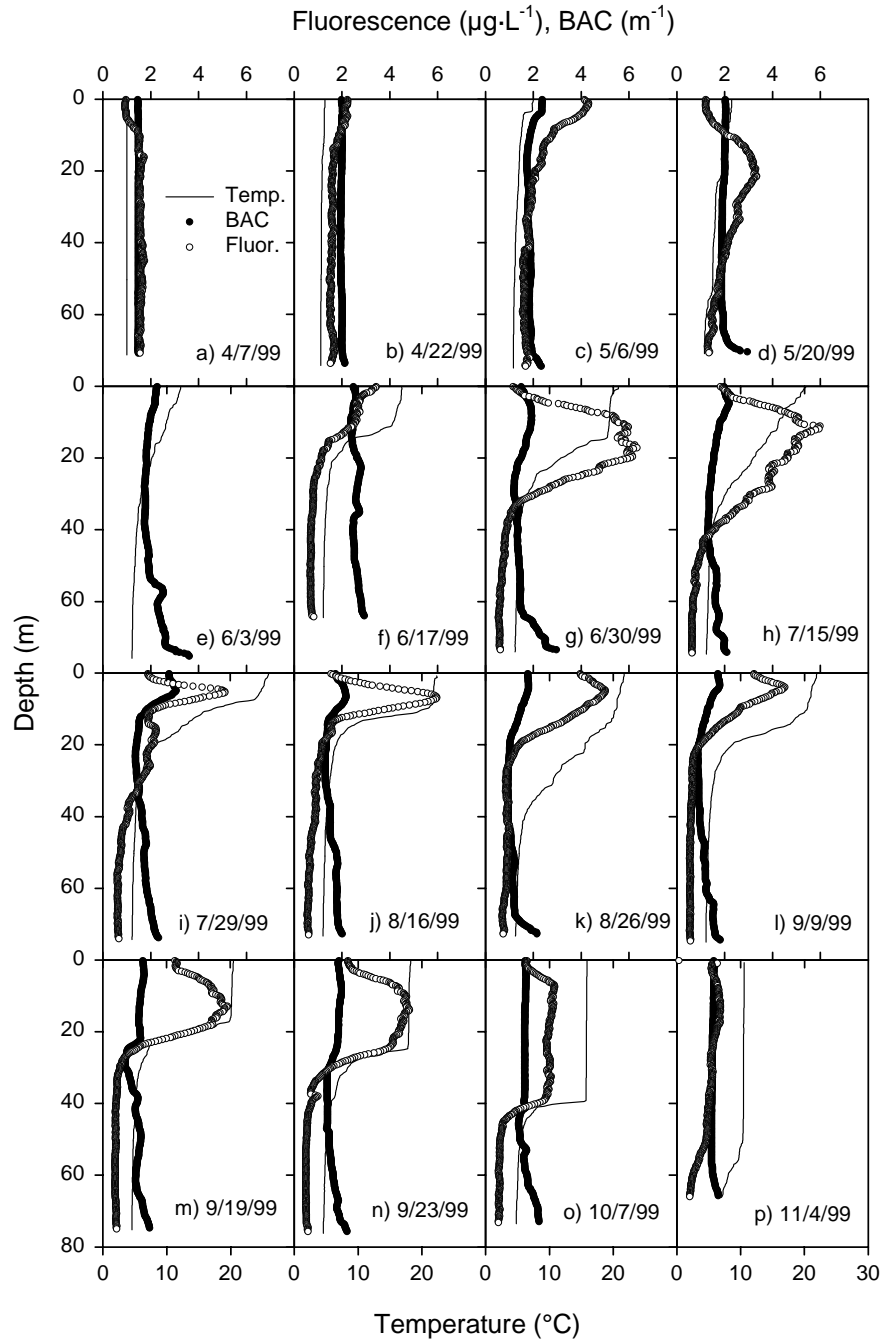 Fluorescence (µg·L⁻¹), BAC (m⁻¹)
0 2 4 6 0 2 4 6 0 2 4 6 0 2 4 6
0
20
40
60
Temp.
BAC
Fluor.
a) 4/7/99
b) 4/22/99
c) 5/6/99
d) 5/20/99
0
20
40
60
e) 6/3/99
f) 6/17/99
g) 6/30/99
h) 7/15/99
Depth (m)
0
20
40
60
i) 7/29/99
j) 8/16/99
k) 8/26/99
l) 9/9/99
0
20
40
60
80
m) 9/19/99
n) 9/23/99
o) 10/7/99
p) 11/4/99
0 10 20 0 10 20 0 10 20 0 10 20 30
Temperature (°C)